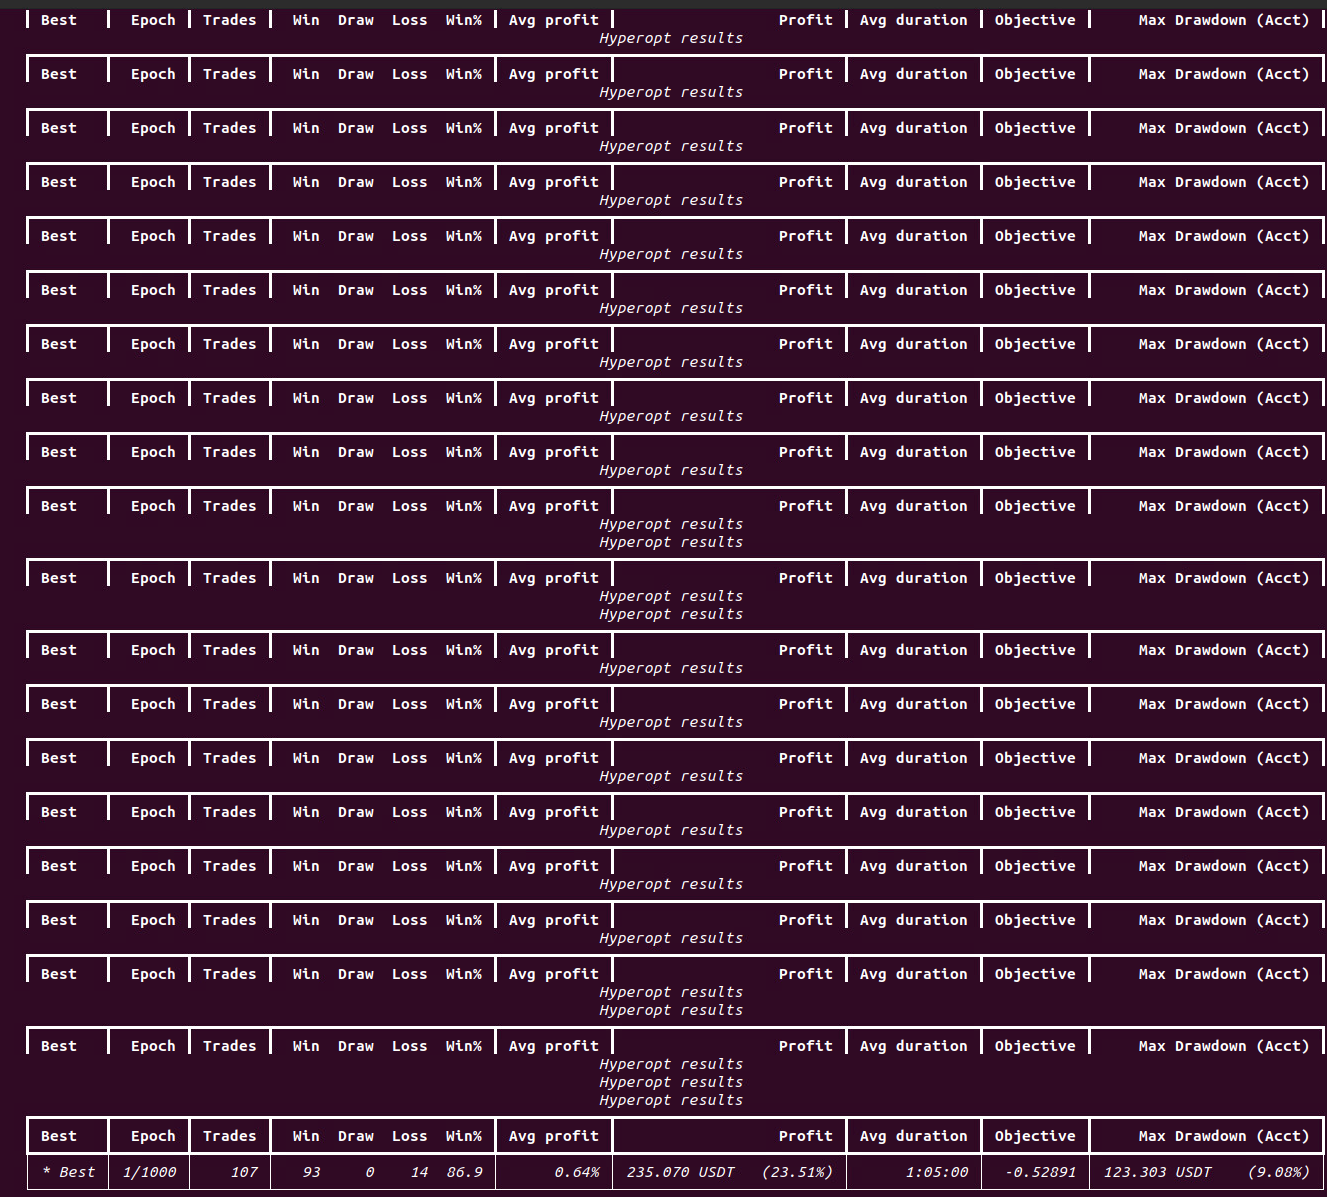 Best Epoch Trades Win Draw Loss Win% Avg profit Profit Avg duration Objective Max Drawdown (Acct)
Hyperopt results
Best Epoch Trades Win Draw Loss Win% Avg profit Profit Avg duration Objective Max Drawdown (Acct)
Hyperopt results
Best Epoch Trades Win Draw Loss Win% Avg profit Profit Avg duration Objective Max Drawdown (Acct)
Hyperopt results
Best Epoch Trades Win Draw Loss Win% Avg profit Profit Avg duration Objective Max Drawdown (Acct)
Hyperopt results
Best Epoch Trades Win Draw Loss Win% Avg profit Profit Avg duration Objective Max Drawdown (Acct)
Hyperopt results
Best Epoch Trades Win Draw Loss Win% Avg profit Profit Avg duration Objective Max Drawdown (Acct)
Hyperopt results
Best Epoch Trades Win Draw Loss Win% Avg profit Profit Avg duration Objective Max Drawdown (Acct)
Hyperopt results
Best Epoch Trades Win Draw Loss Win% Avg profit Profit Avg duration Objective Max Drawdown (Acct)
Hyperopt results
Best Epoch Trades Win Draw Loss Win% Avg profit Profit Avg duration Objective Max Drawdown (Acct)
Hyperopt results
Best Epoch Trades Win Draw Loss Win% Avg profit Profit Avg duration Objective Max Drawdown (Acct)
Hyperopt results
Hyperopt results
Best Epoch Trades Win Draw Loss Win% Avg profit Profit Avg duration Objective Max Drawdown (Acct)
Hyperopt results
Hyperopt results
Best Epoch Trades Win Draw Loss Win% Avg profit Profit Avg duration Objective Max Drawdown (Acct)
Hyperopt results
Best Epoch Trades Win Draw Loss Win% Avg profit Profit Avg duration Objective Max Drawdown (Acct)
Hyperopt results
Best Epoch Trades Win Draw Loss Win% Avg profit Profit Avg duration Objective Max Drawdown (Acct)
Hyperopt results
Best Epoch Trades Win Draw Loss Win% Avg profit Profit Avg duration Objective Max Drawdown (Acct)
Hyperopt results
Best Epoch Trades Win Draw Loss Win% Avg profit Profit Avg duration Objective Max Drawdown (Acct)
Hyperopt results
Best Epoch Trades Win Draw Loss Win% Avg profit Profit Avg duration Objective Max Drawdown (Acct)
Hyperopt results
Best Epoch Trades Win Draw Loss Win% Avg profit Profit Avg duration Objective Max Drawdown (Acct)
Hyperopt results
Hyperopt results
Best Epoch Trades Win Draw Loss Win% Avg profit Profit Avg duration Objective Max Drawdown (Acct)
Hyperopt results
Hyperopt results
Hyperopt results
Best Epoch Trades Win Draw Loss Win% Avg profit Profit Avg duration Objective Max Drawdown (Acct)
* Best 1/1000 107 93 0 14 86.9 0.64% 235.070 USDT (23.51%) 1:05:00 -0.52891 123.303 USDT (9.08%)